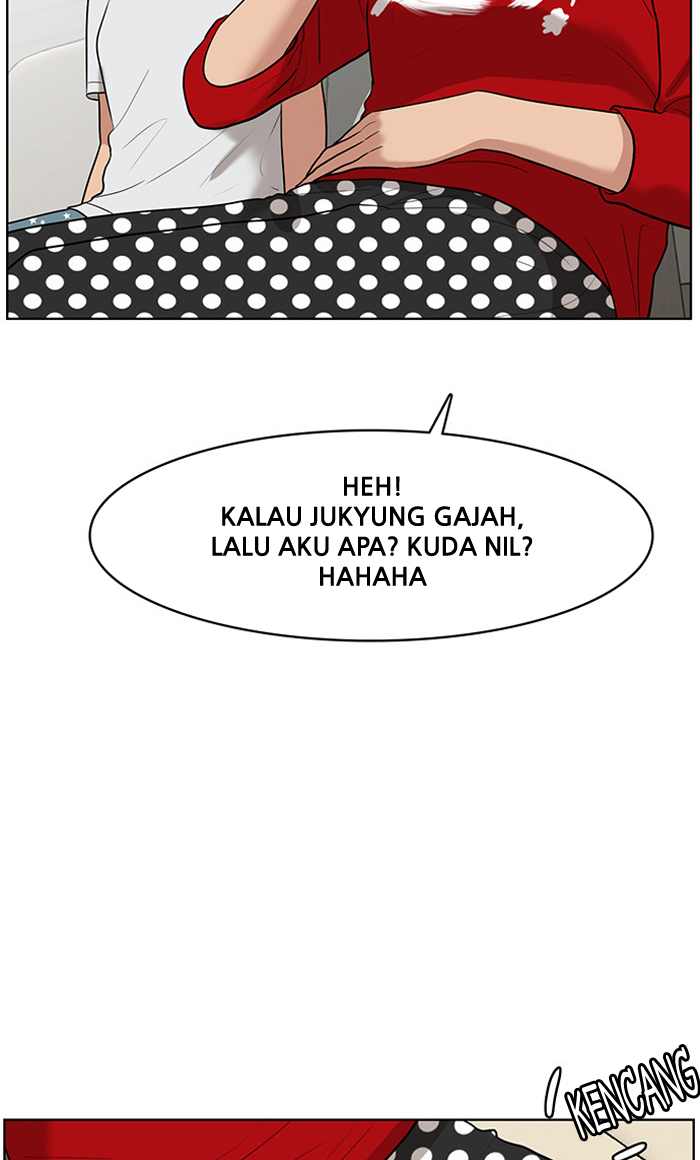 HEH!
KALAU JUKYUNG GAJAH,
LALU AKU APA? KUDA NIL?
HAHAHA
KENCANG